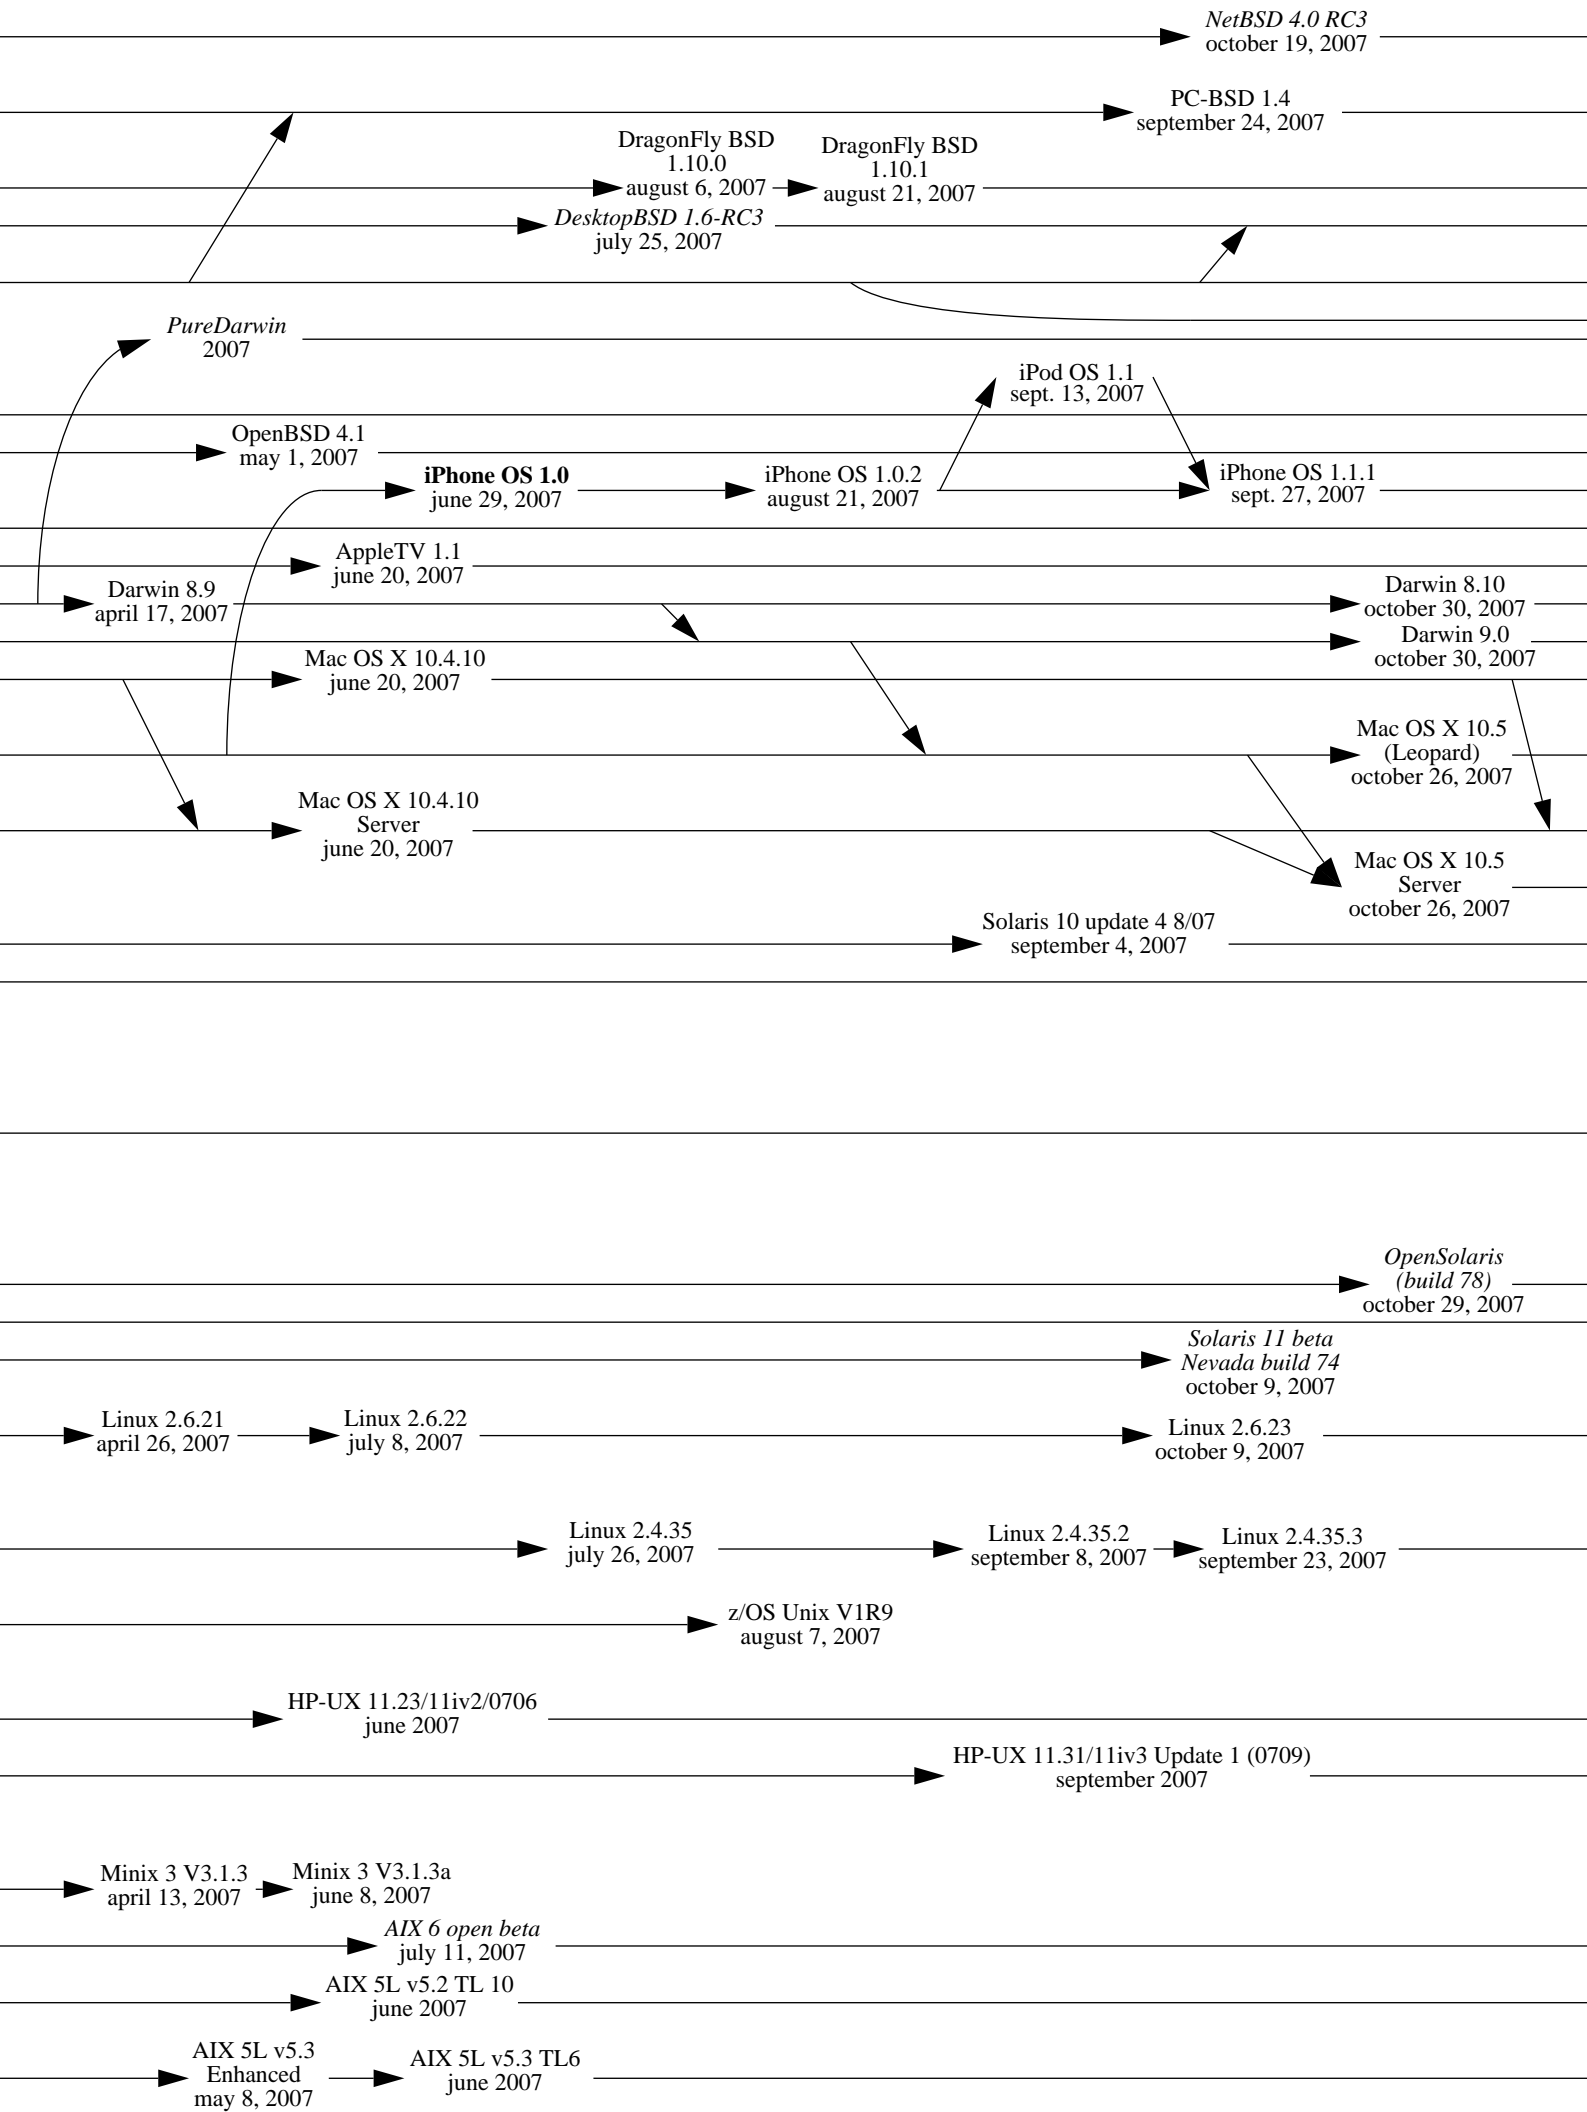 NetBSD 4.0 RC3
october 19, 2007
PC-BSD 1.4
september 24, 2007
DragonFly BSD
1.10.0
august 6, 2007
DragonFly BSD
1.10.1
august 21, 2007
DesktopBSD 1.6-RC3
july 25, 2007
PureDarwin
2007
iPod OS 1.1
sept. 13, 2007
OpenBSD 4.1
may 1, 2007
iPhone OS 1.0
june 29, 2007
iPhone OS 1.0.2
august 21, 2007
iPhone OS 1.1.1
sept. 27, 2007
AppleTV 1.1
june 20, 2007
Darwin 8.9
april 17, 2007
Darwin 8.10
october 30, 2007
Darwin 9.0
october 30, 2007
Mac OS X 10.4.10
june 20, 2007
Mac OS X 10.5
(Leopard)
october 26, 2007
Mac OS X 10.4.10
Server
june 20, 2007
Mac OS X 10.5
Server
october 26, 2007
Solaris 10 update 4 8/07
september 4, 2007
OpenSolaris
(build 78)
october 29, 2007
Solaris 11 beta
Nevada build 74
october 9, 2007
Linux 2.6.21
april 26, 2007
Linux 2.6.22
july 8, 2007
Linux 2.6.23
october 9, 2007
Linux 2.4.35
july 26, 2007
Linux 2.4.35.2
september 8, 2007
Linux 2.4.35.3
september 23, 2007
z/OS Unix V1R9
august 7, 2007
HP-UX 11.23/11iv2/0706
june 2007
HP-UX 11.31/11iv3 Update 1 (0709)
september 2007
Minix 3 V3.1.3
april 13, 2007
Minix 3 V3.1.3a
june 8, 2007
AIX 6 open beta
july 11, 2007
AIX 5L v5.2 TL 10
june 2007
AIX 5L v5.3
Enhanced
may 8, 2007
AIX 5L v5.3 TL6
june 2007